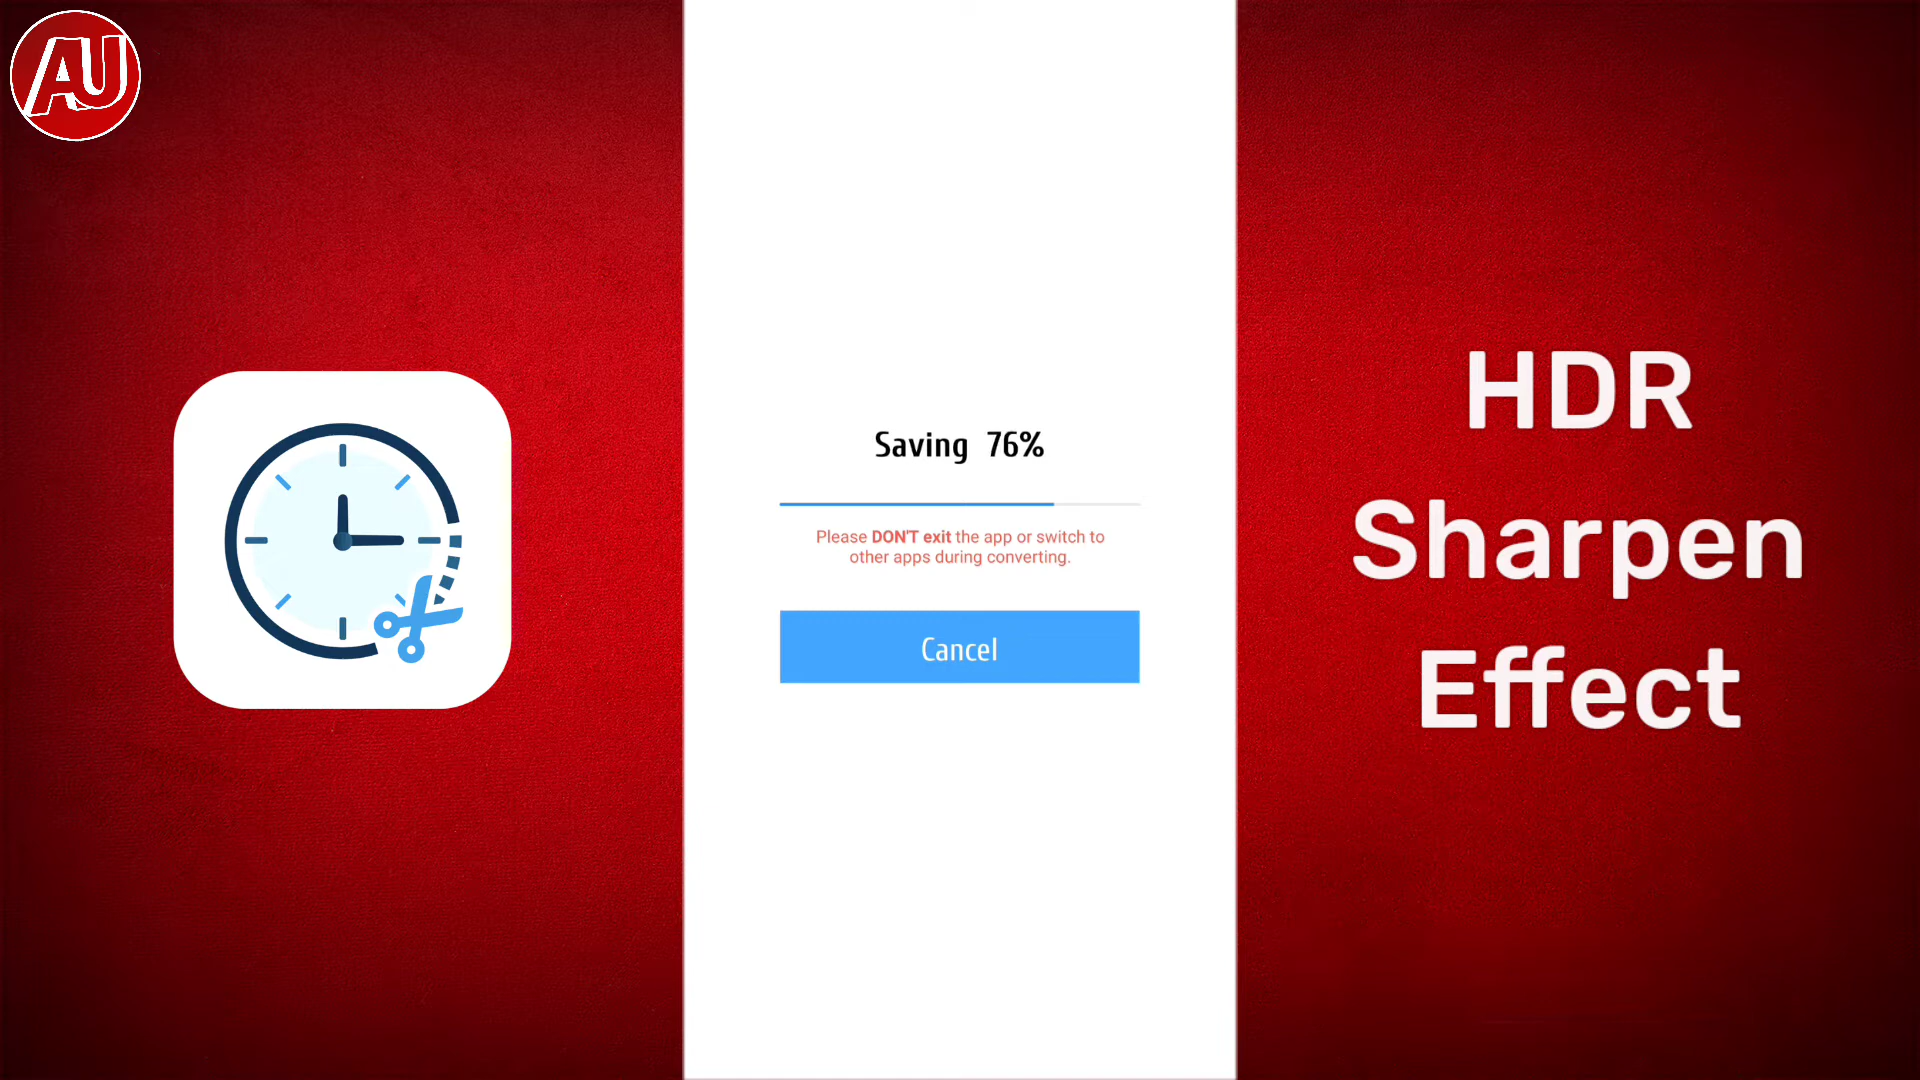 AU
Saving 76%
Please DON'T exit the app or switch to
other apps during converting.
Cancel
HDR
Sharpen
Effect